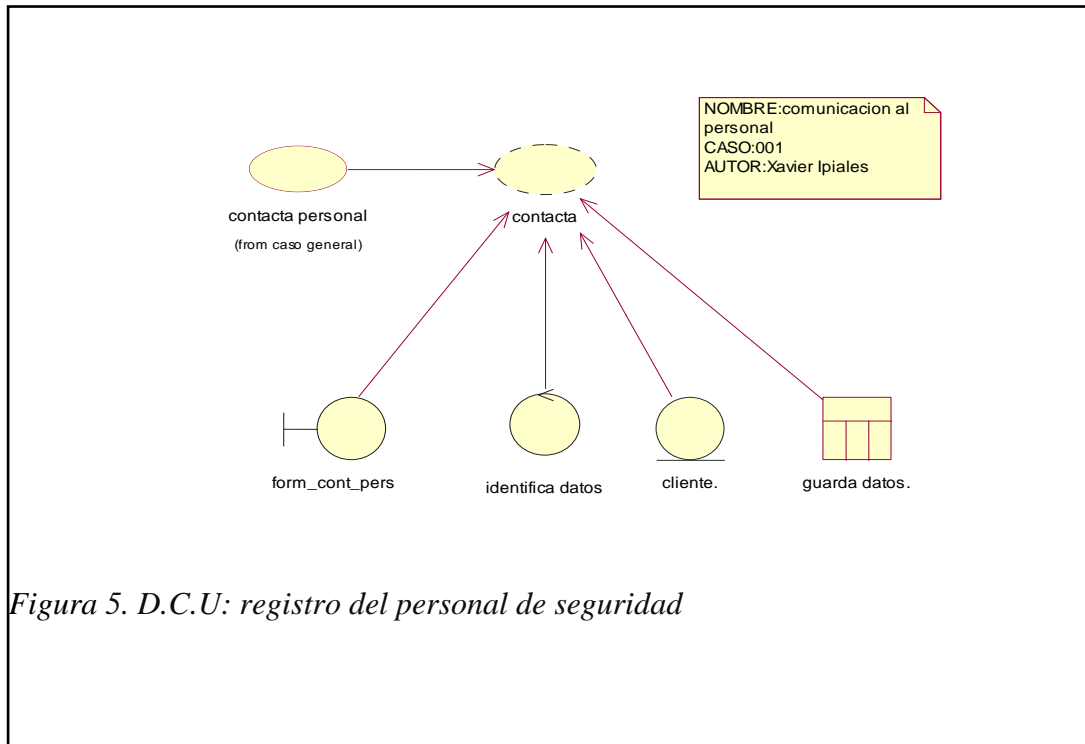 NOMBRE:comunicacion al
personal
CASO:001
AUTOR:Xavier Ipiales
contacta personal
(from caso general)
contacta
form_cont_pers
identifica datos
cliente.
guarda datos.
Figura 5. D.C.U: registro del personal de seguridad